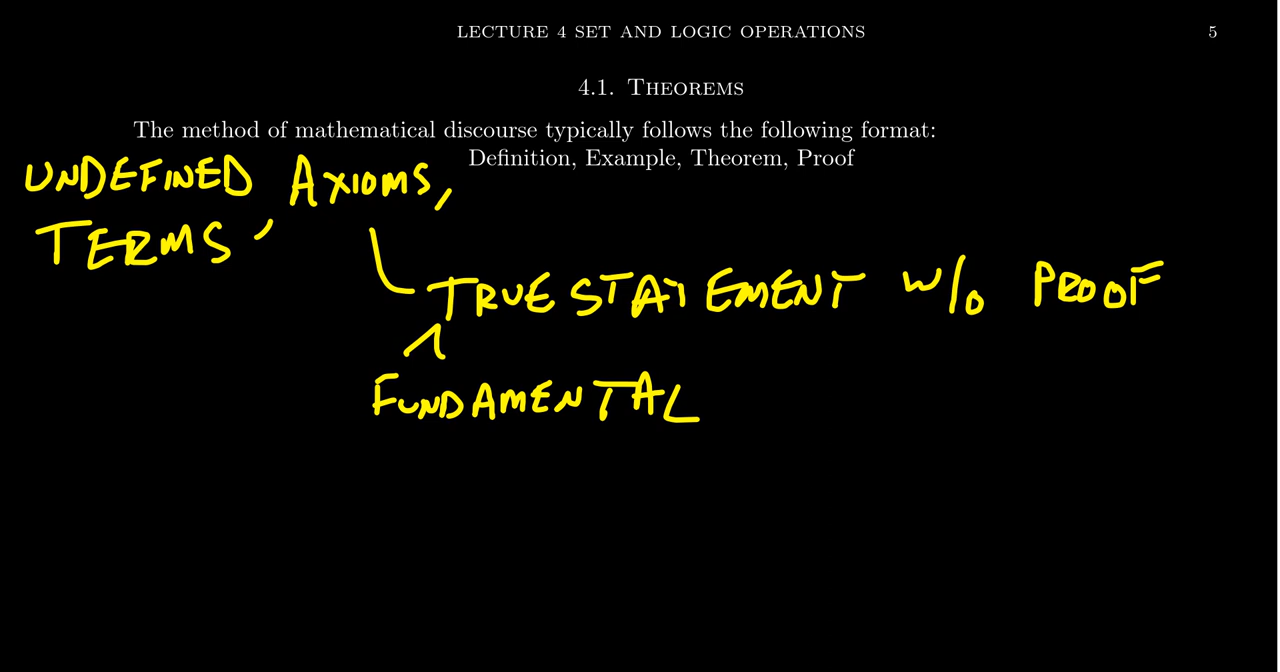 LECTURE 4 SET AND LOGIC OPERATIONS 5
4.1. THEOREMS
The method of mathematical discourse typically follows the following format:
Definition, Example, Theorem, Proof
UNDEFINED AXIOMS,
TERMS,
TRUE STATEMENT W/O PROOF
FUNDAMENTAL